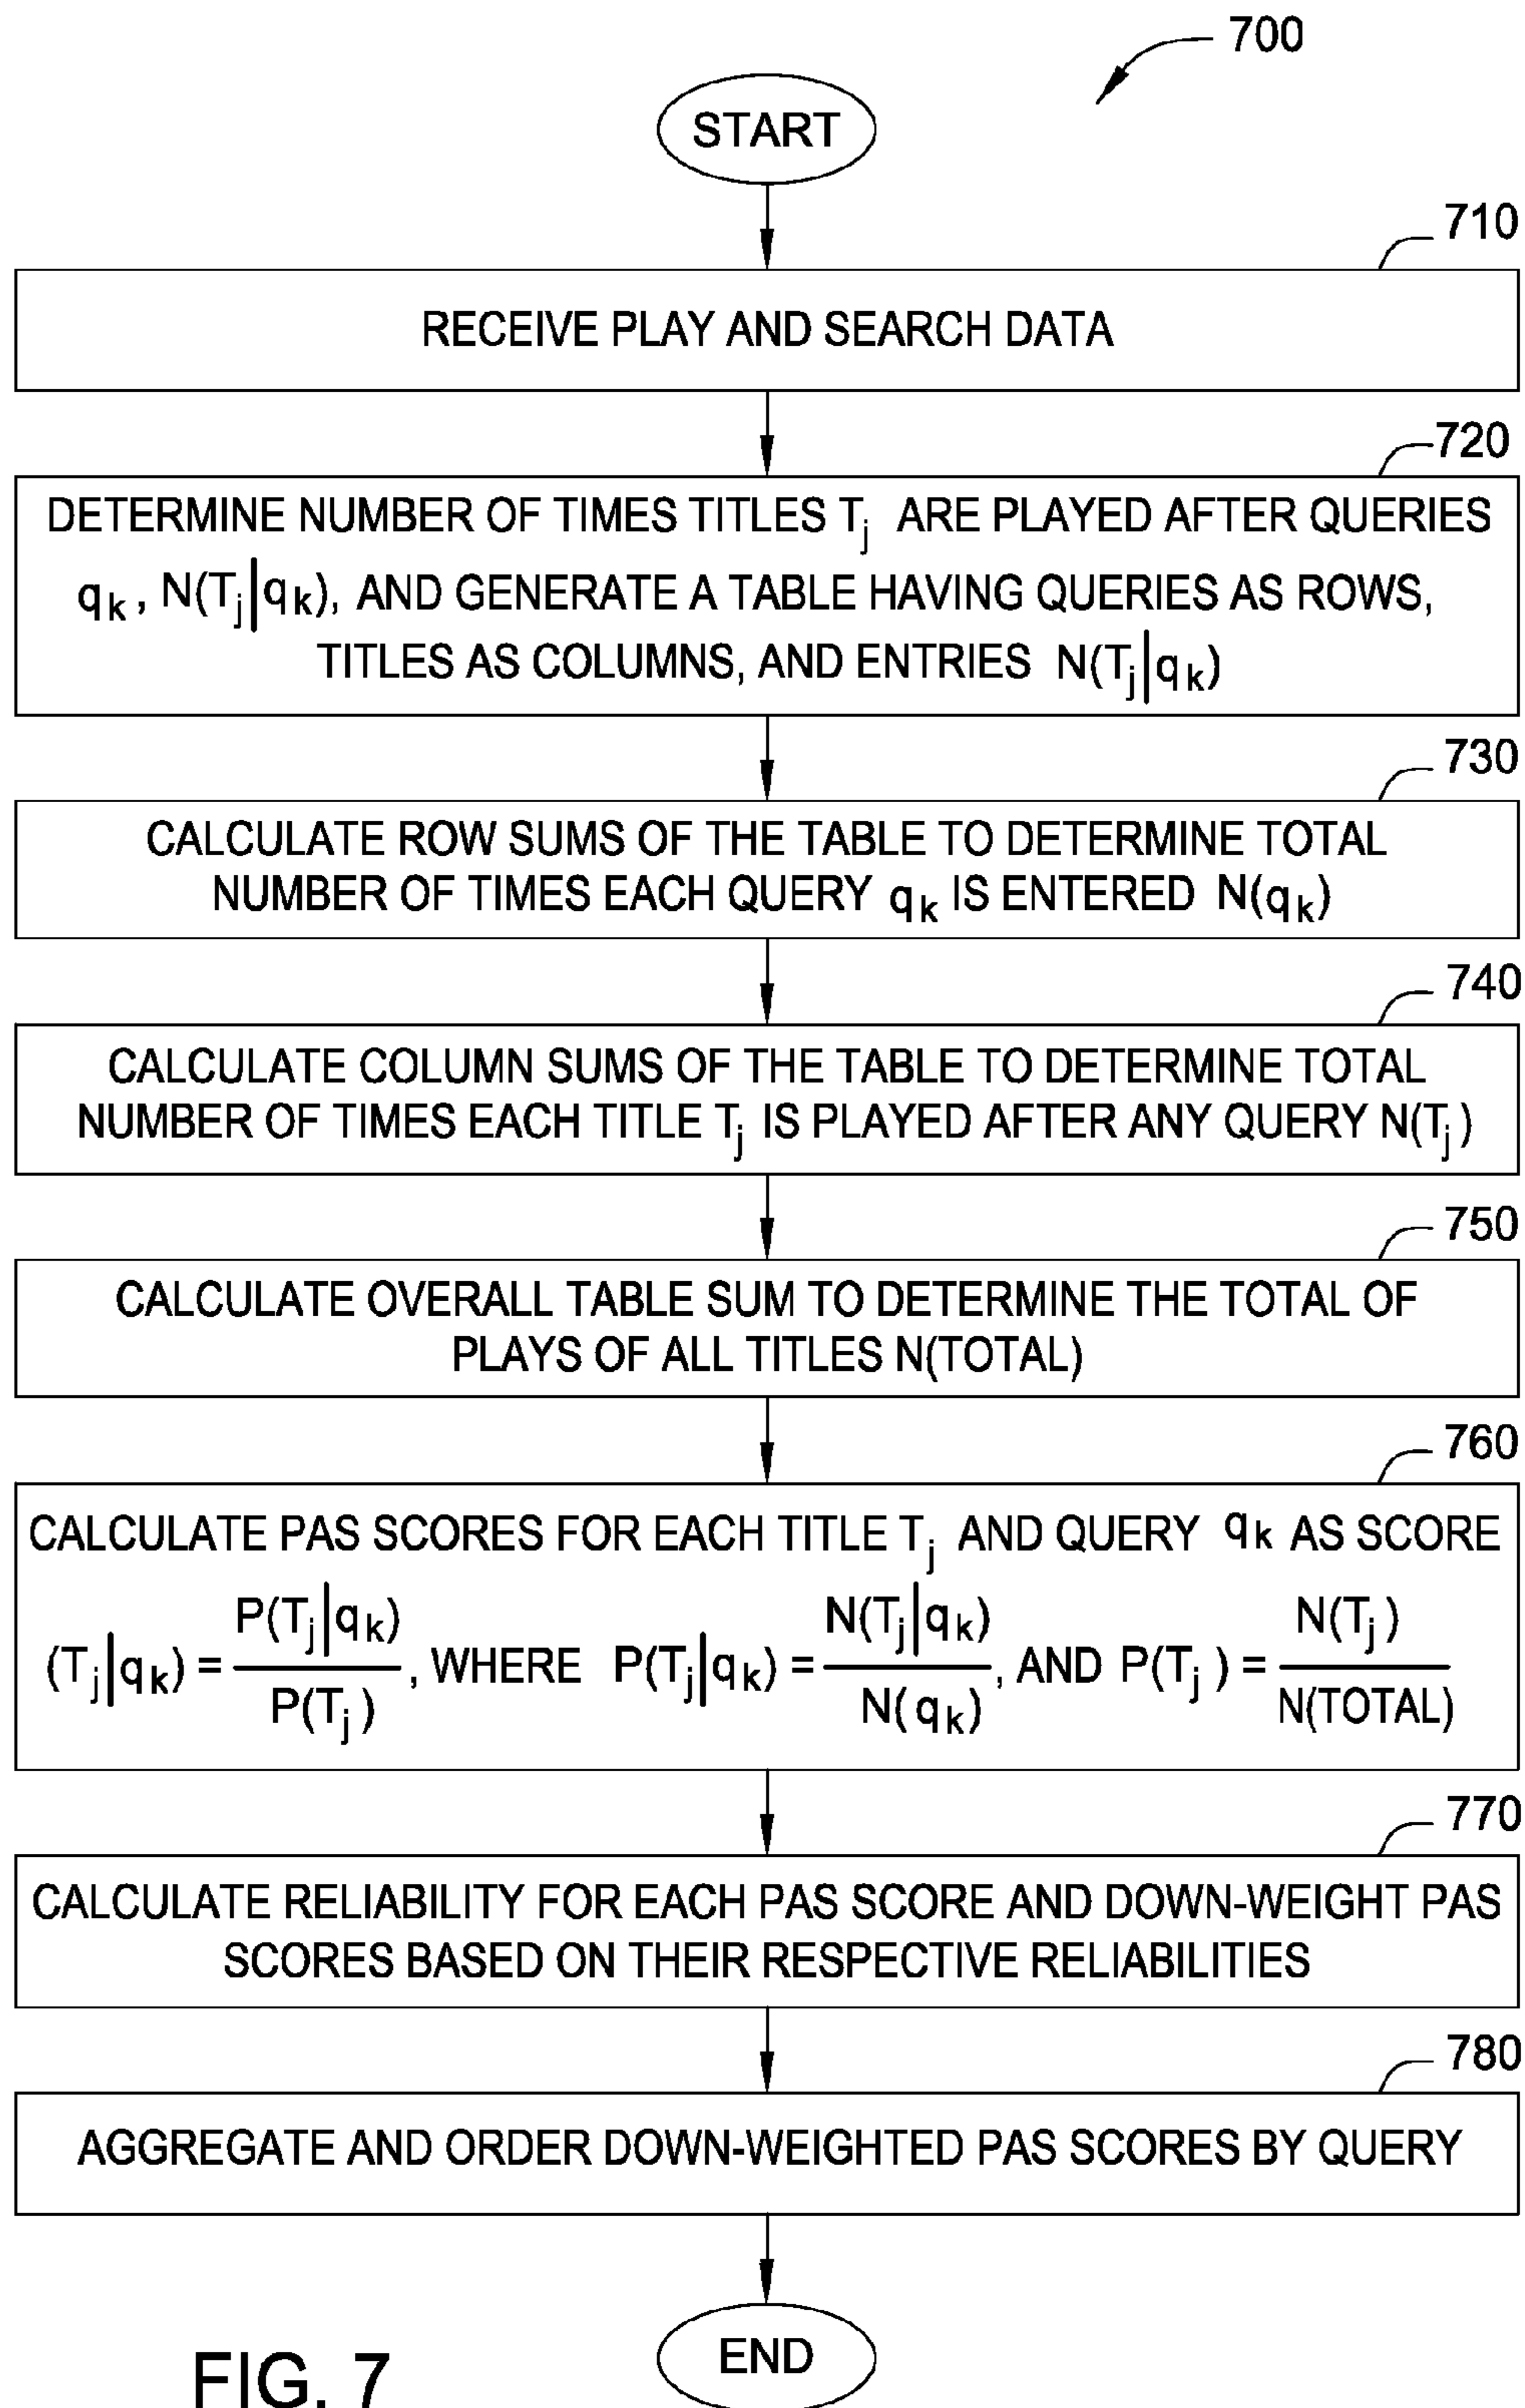 700
START
710
RECEIVE PLAY AND SEARCH DATA
720
DETERMINE NUMBER OF TIMES TITLES Tj ARE PLAYED AFTER QUERIES
qk, N(Tj|qk), AND GENERATE A TABLE HAVING QUERIES AS ROWS,
TITLES AS COLUMNS, AND ENTRIES N(Tj|qk)
730
CALCULATE ROW SUMS OF THE TABLE TO DETERMINE TOTAL
NUMBER OF TIMES EACH QUERY qk IS ENTERED N(qk)
740
CALCULATE COLUMN SUMS OF THE TABLE TO DETERMINE TOTAL
NUMBER OF TIMES EACH TITLE Tj IS PLAYED AFTER ANY QUERY N(Tj)
750
CALCULATE OVERALL TABLE SUM TO DETERMINE THE TOTAL OF
PLAYS OF ALL TITLES N(TOTAL)
760
CALCULATE PAS SCORES FOR EACH TITLE Tj AND QUERY qk AS SCORE
(Tj|qk) = P(Tj|qk) / P(Tj), WHERE P(Tj|qk) = N(Tj|qk) / N(qk), AND P(Tj) = N(Tj) / N(TOTAL)
770
CALCULATE RELIABILITY FOR EACH PAS SCORE AND DOWN-WEIGHT PAS
SCORES BASED ON THEIR RESPECTIVE RELIABILITIES
780
AGGREGATE AND ORDER DOWN-WEIGHTED PAS SCORES BY QUERY
END
FIG. 7